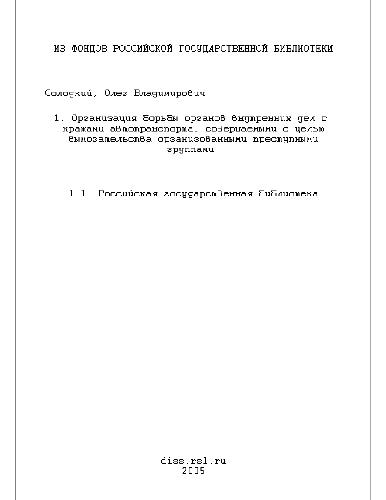 ИЗ ФОНДОВ РОССИЙСКОЙ ГОСУДАРСТВЕННОЙ БИБЛИОТЕКИ
Солодкий, Олег Владимирович
1. Организация борьбы органов внутренних дел с
кражами автотранспорта, совершаемыми с целью
вымогательства организованными преступными
группами
1.1. Российская государственная библиотека
diss.rsl.ru
2005